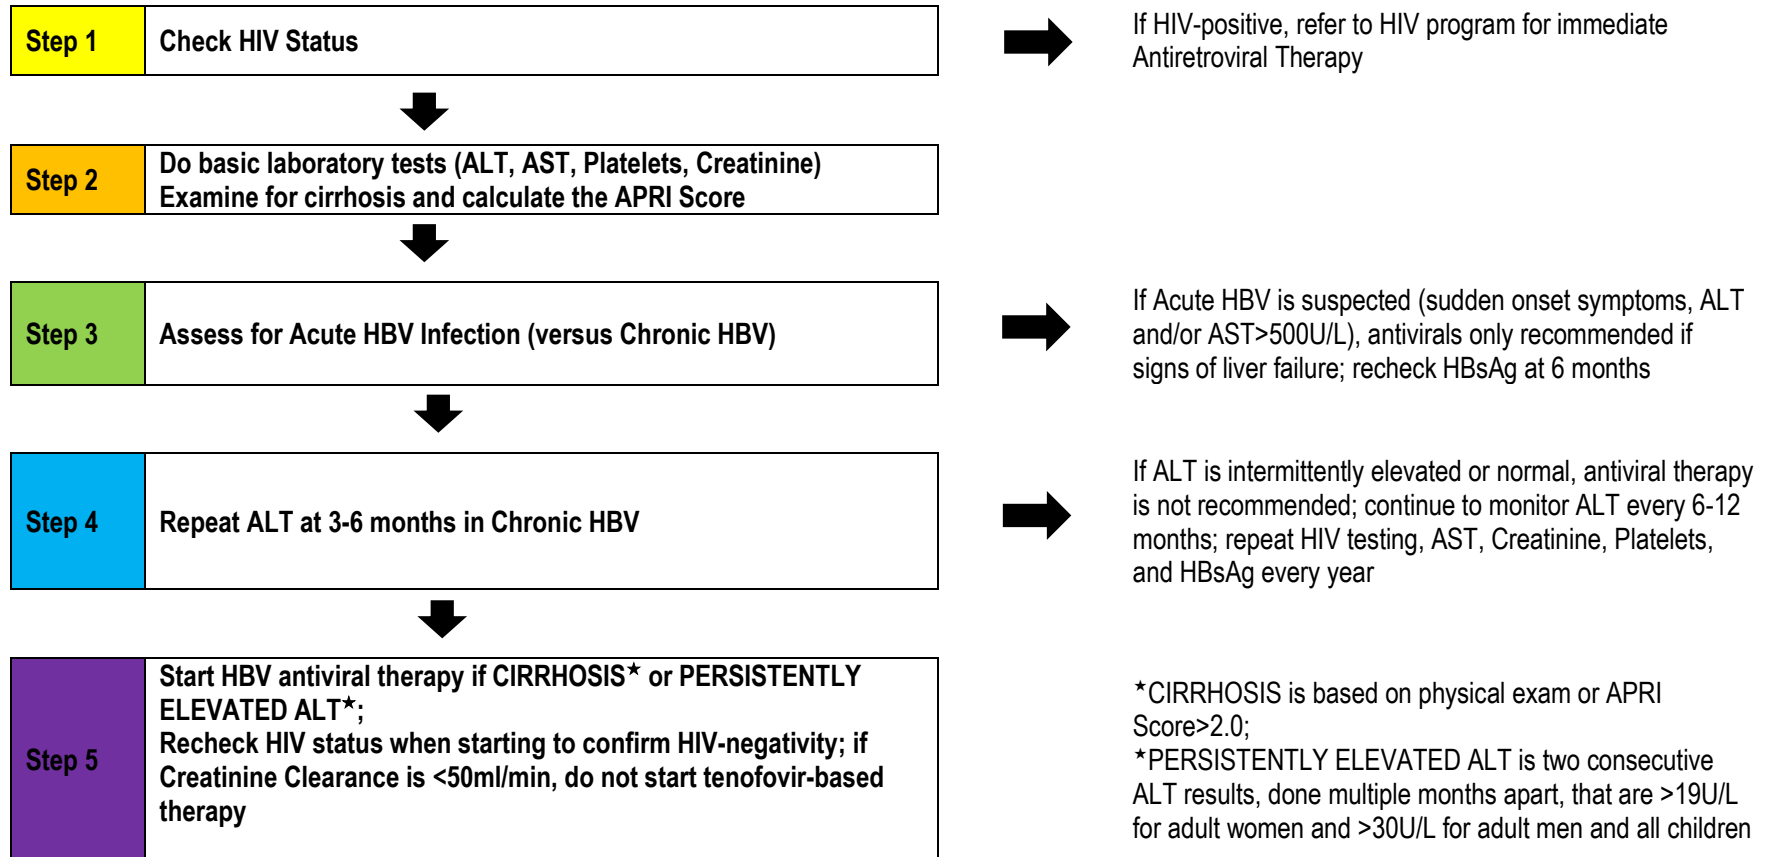 Step 1
Check HIV Status
If HIV-positive, refer to HIV program for immediate
Antiretroviral Therapy
Step 2
Do basic laboratory tests (ALT, AST, Platelets, Creatinine)
Examine for cirrhosis and calculate the APRI Score
Step 3
Assess for Acute HBV Infection (versus Chronic HBV)
If Acute HBV is suspected (sudden onset symptoms, ALT
and/or AST>500U/L), antivirals only recommended if
signs of liver failure; recheck HBsAg at 6 months
Step 4
Repeat ALT at 3-6 months in Chronic HBV
If ALT is intermittently elevated or normal, antiviral therapy
is not recommended; continue to monitor ALT every 6-12
months; repeat HIV testing, AST, Creatinine, Platelets,
and HBsAg every year
Step 5
Start HBV antiviral therapy if CIRRHOSIS★ or PERSISTENTLY
ELEVATED ALT★;
Recheck HIV status when starting to confirm HIV-negativity; if
Creatinine Clearance is <50ml/min, do not start tenofovir-based
therapy
★CIRRHOSIS is based on physical exam or APRI
Score>2.0;
★PERSISTENTLY ELEVATED ALT is two consecutive
ALT results, done multiple months apart, that are >19U/L
for adult women and >30U/L for adult men and all children